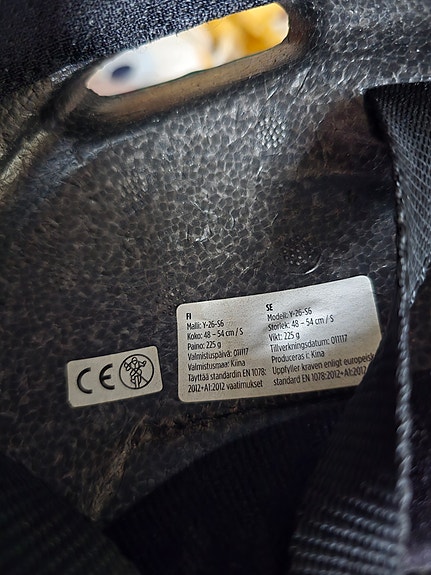 CE
FI
Malli: Y-26-S6
Koko: 48 – 54 cm / S
Paino: 225 g
Valmistuspäivä: 011117
Valmistusmaa: Kiina
Täyttää standardin EN 1078:
2012+A1:2012 vaatimukset
SE
Modell: Y-26-S6
Storlek: 48 – 54 cm / S
Vikt: 225 g
Tillverkningsdatum: 011117
Produceras i: Kina
Uppfyller kraven enligt europeisk
standard EN 1078:2012+A1:2012